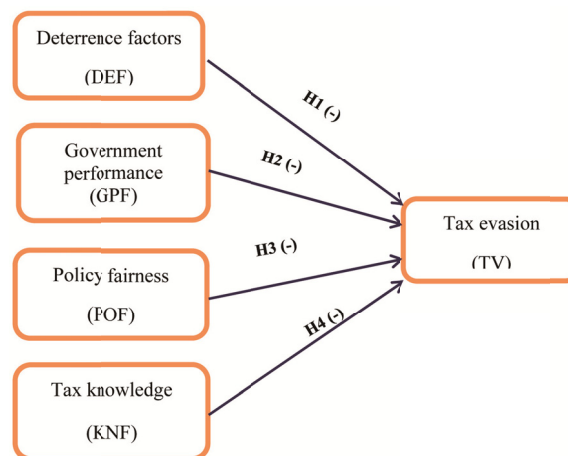 Deterrence factors
(DEF)
H1 (-)
Government
performance
(GPF)
H2 (-)
Tax evasion
(TV)
Policy fairness
(POF)
H3 (-)
Tax knowledge
(KNF)
H4 (-)